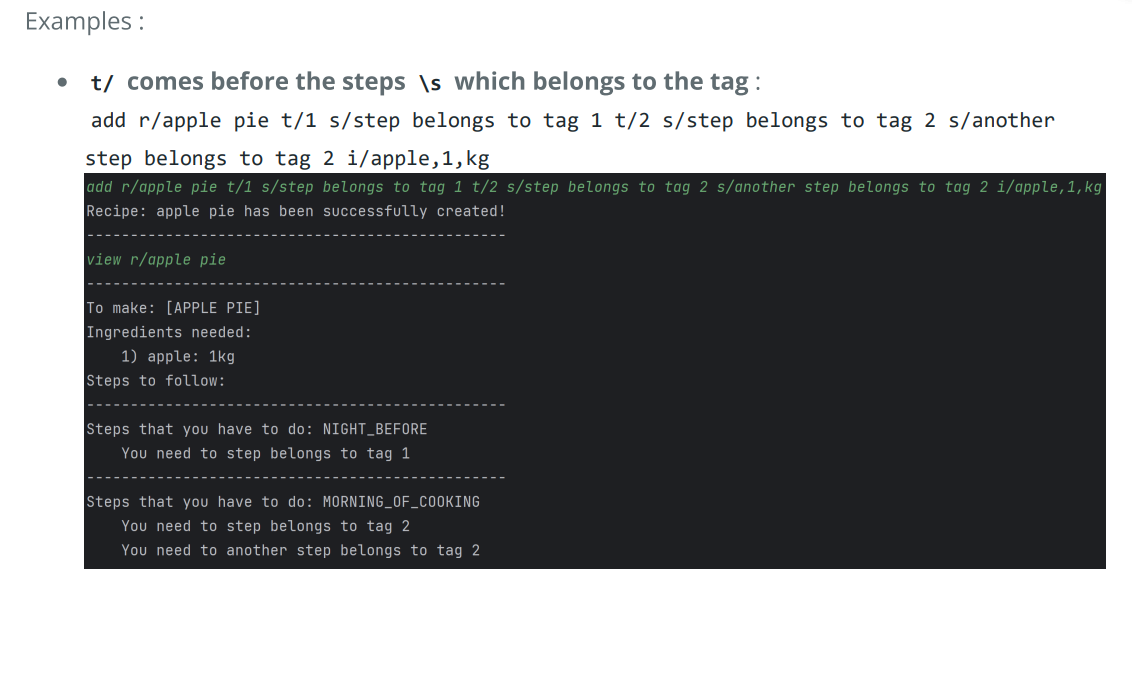 Examples :
• t/ comes before the steps \s which belongs to the tag :
add r/apple pie t/1 s/step belongs to tag 1 t/2 s/step belongs to tag 2 s/another
step belongs to tag 2 i/apple,1,kg
add r/apple pie t/1 s/step belongs to tag 1 t/2 s/step belongs to tag 2 s/another step belongs to tag 2 i/apple,1,kg
Recipe: apple pie has been successfully created!
------------------------------------------------
view r/apple pie
------------------------------------------------
To make: [APPLE PIE]
Ingredients needed:
    1) apple: 1kg
Steps to follow:
------------------------------------------------
Steps that you have to do: NIGHT_BEFORE
    You need to step belongs to tag 1
------------------------------------------------
Steps that you have to do: MORNING_OF_COOKING
    You need to step belongs to tag 2
    You need to another step belongs to tag 2